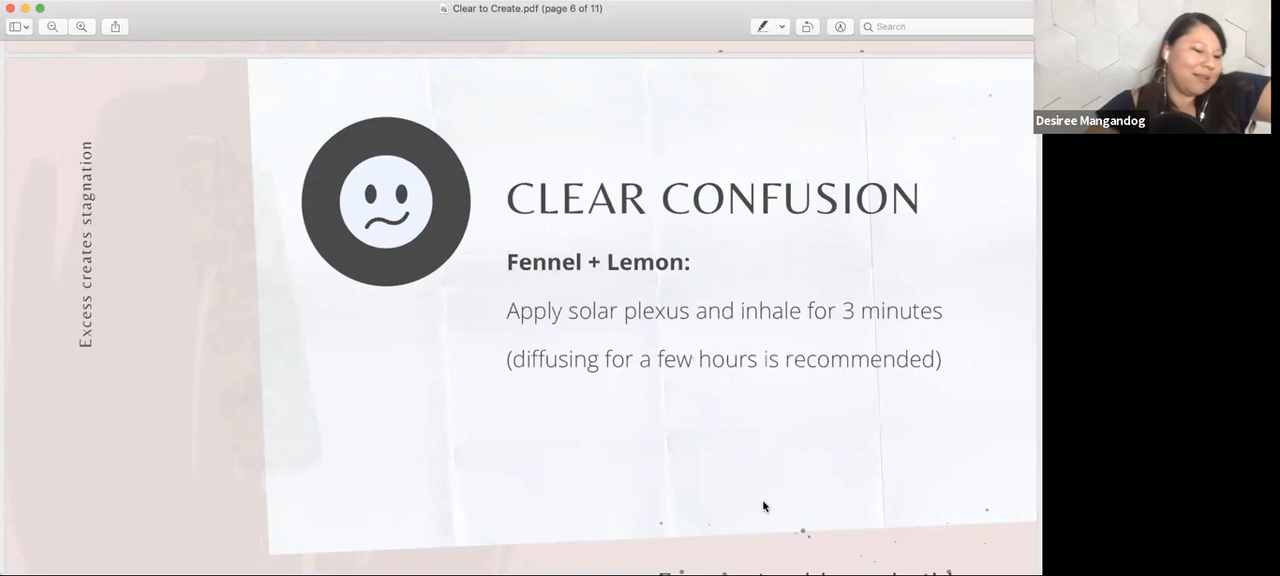 Clear to Create.pdf (page 6 of 11)
Search
Desiree Mangandog
Excess creates stagnation
CLEAR CONFUSION
Fennel + Lemon:
Apply solar plexus and inhale for 3 minutes
(diffusing for a few hours is recommended)